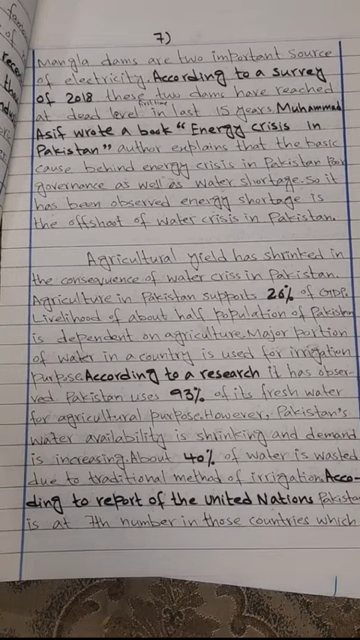 7)
Mangla dams are two important source
of electricity. According to a survey
of 2018 these two dams have reached
at dead level in last 15 years Muhammad
Asif wrote a book "Energy crisis in
Pakistan" author explains that the basic
cause behind energy crisis in Pakistan
governance as well as water shortage. So it
has been observed energy shortage is
the offshoot of water crisis in Pakistan.
Agricultural yield has shrinked in
the consequence of water criss in Pakistan.
Agriculture in Pakistan supports 26% of GDP.
Livelihood of about half population of Pakistan
is dependant on agriculture. Major portion
of water in a country is used for irrigation
purpose. According to a research it has obser-
ved Pakistan uses 93% of its fresh water
for agricultural purpose. However, Pakistan's
water availability is shrinking and demand
is increasing. About 40% of water is wasted
due to traditional method of irrigation. Acco-
ding to report of the united Nations Pakistan
is at 7th number in those countries which